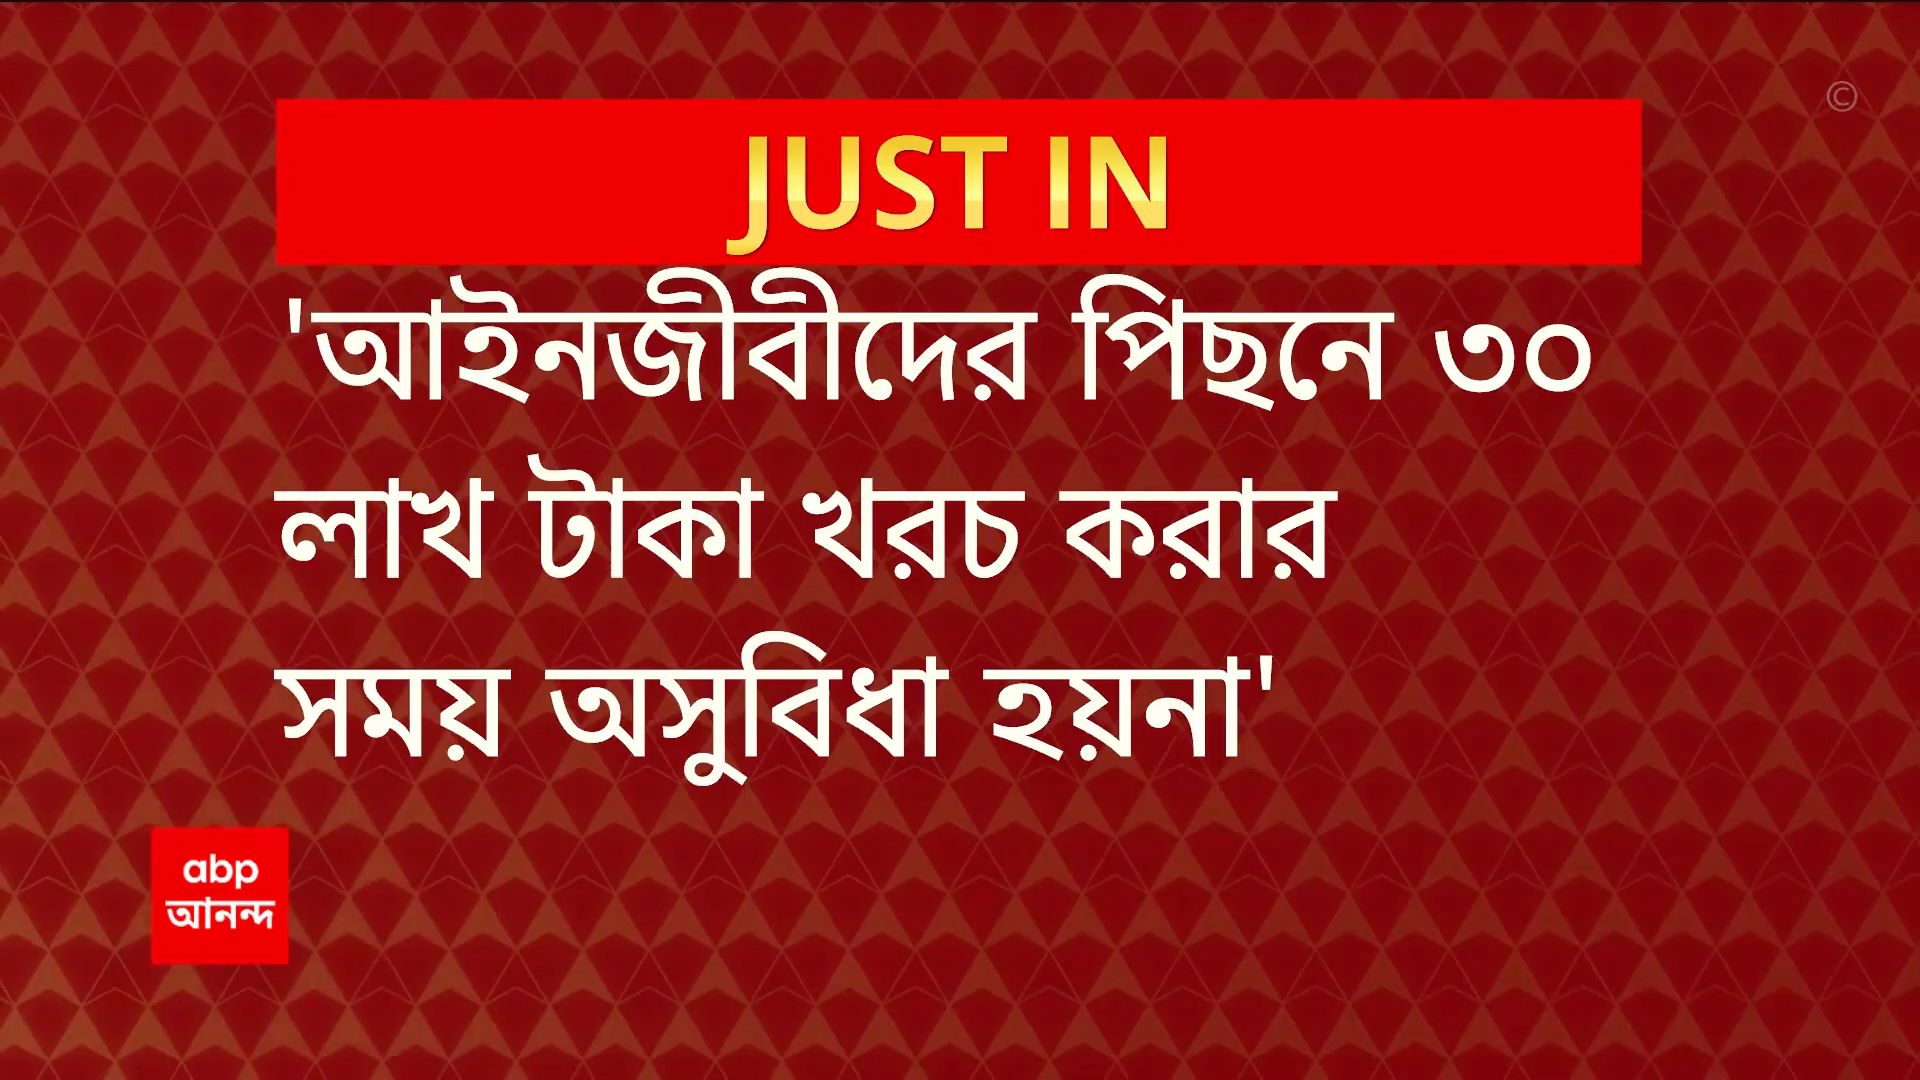 ©
JUST IN
'আইনজীবীদের পিছনে ৩০
লাখ টাকা খরচ করার
সময় অসুবিধা হয়না'
abp
আনন্দ